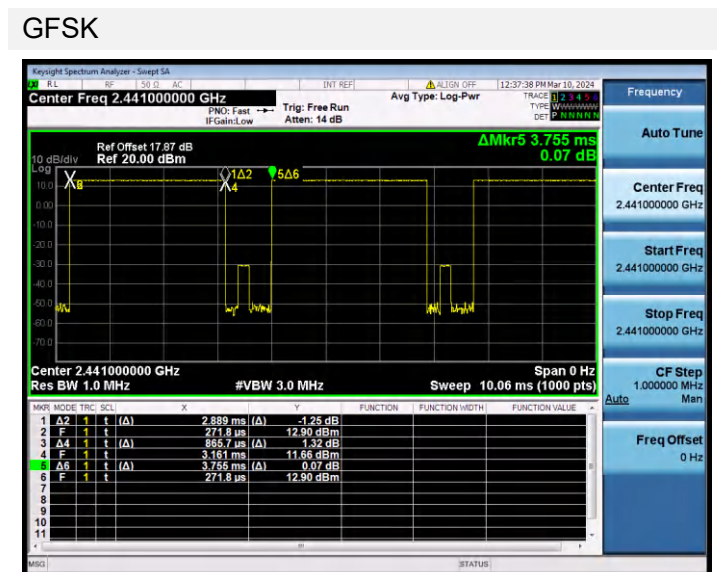 GFSK
Keysight Spectrum Analyzer - Swept SA
RL RF 50 Ω AC INT REF ALIGN OFF 12:37:38 PM Mar 10, 2024
Center Freq 2.441000000 GHz Avg Type: Log-Pwr TRACE 1 2 3 4 5 6
PNO: Fast Trig: Free Run TYPE WWWWWW
IFGain:Low Atten: 14 dB DET P N N N N N
Frequency
Auto Tune
Ref Offset 17.87 dB ΔMkr5 3.755 ms
10 dB/div Ref 20.00 dBm 0.07 dB
Log
1Δ2 5Δ6
4
10.0
0.00
-10.0
-20.0
-30.0
-40.0
-50.0
-60.0
-70.0
Center 2.441000000 GHz Span 0 Hz
Res BW 1.0 MHz #VBW 3.0 MHz Sweep 10.06 ms (1000 pts)
MKR MODE TRC SCL X Y FUNCTION FUNCTION WIDTH FUNCTION VALUE
1 Δ2 1 t (Δ) 2.889 ms (Δ) -1.25 dB
2 F 1 t 271.8 µs 12.90 dBm
3 Δ4 1 t (Δ) 865.7 µs (Δ) 1.32 dB
4 F 1 t 3.161 ms 11.66 dBm
5 Δ6 1 t (Δ) 3.755 ms (Δ) 0.07 dB
6 F 1 t 271.8 µs 12.90 dBm
7
8
9
10
11
MSG STATUS
Center Freq
2.441000000 GHz
Start Freq
2.441000000 GHz
Stop Freq
2.441000000 GHz
CF Step
1.000000 MHz
Auto Man
Freq Offset
0 Hz